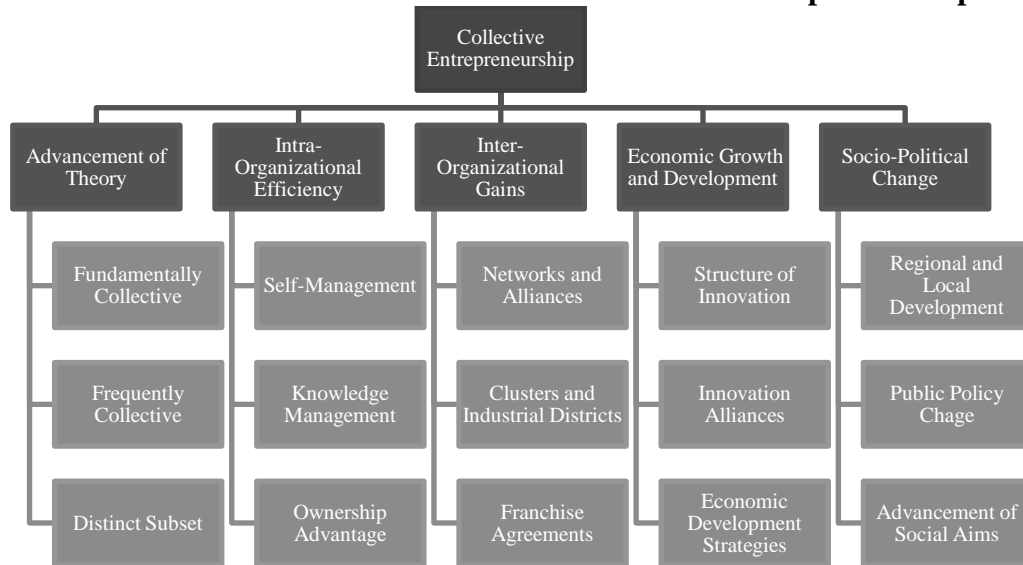 Collective
Entrepreneurship
Advancement of
Theory
Fundamentally
Collective
Frequently
Collective
Distinct Subset
Intra-
Organizational
Efficiency
Self-Management
Knowledge
Management
Ownership
Advantage
Inter-
Organizational
Gains
Networks and
Alliances
Clusters and
Industrial Districts
Franchise
Agreements
Economic Growth
and Development
Structure of
Innovation
Innovation
Alliances
Economic
Development
Strategies
Socio-Political
Change
Regional and
Local
Development
Public Policy
Chage
Advancement of
Social Aims